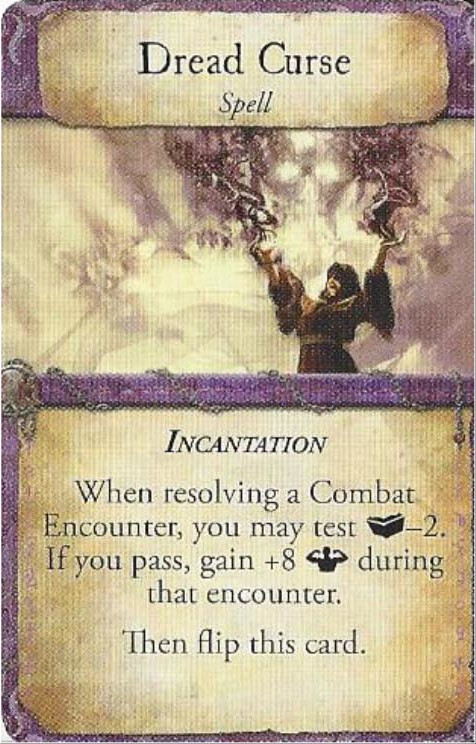 Dread Curse
Spell
INCANTATION
When resolving a Combat
Encounter, you may test –2.
If you pass, gain +8 during
that encounter.
Then flip this card.